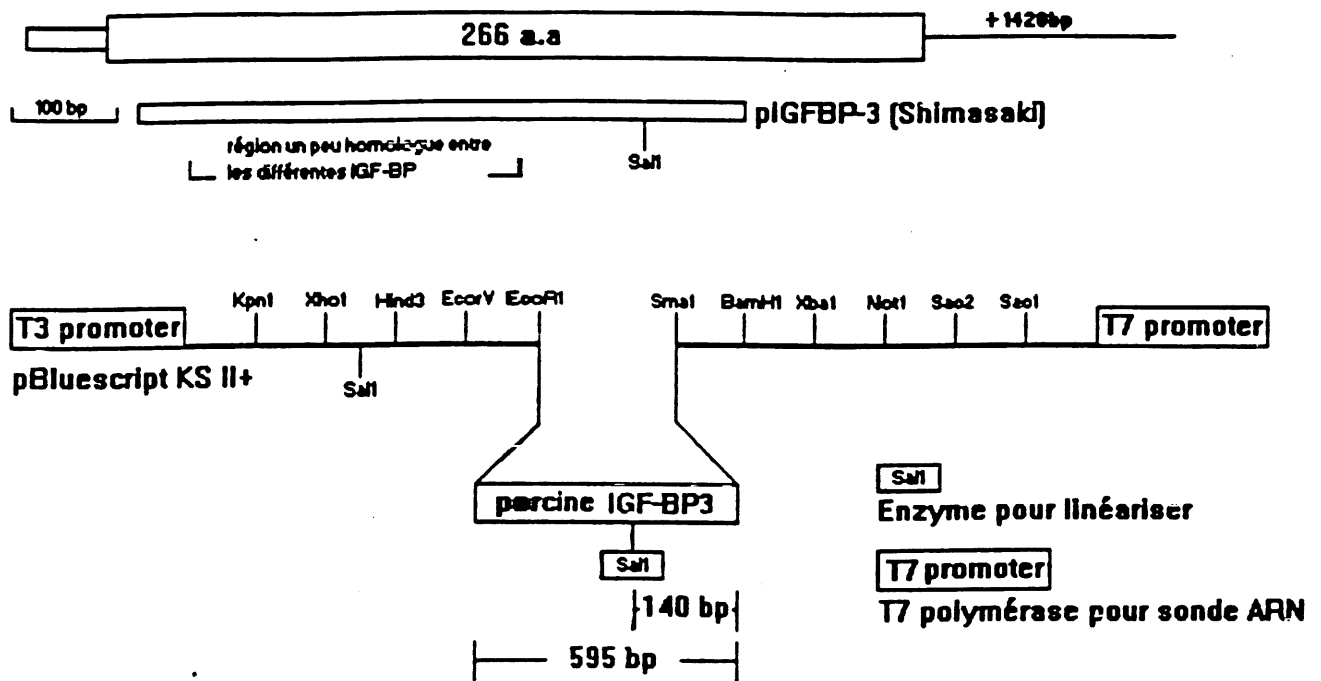 266 a.a
+1428bp
100 bp
pIGFBP-3 (Shimasaki)
région un peu homologue entre
les différentes IGF-BP
Sal1
Kpn1 Xho1 Hind3 EcorV EcoR1 Sma1 BamH1 Xba1 Not1 Sac2 Sac1
T3 promoter
T7 promoter
pBluescript KS II+
Sal1
porcine IGF-BP3
Sal1
140 bp
595 bp
Sal1
Enzyme pour linéariser
T7 promoter
T7 polymérase pour sonde ARN